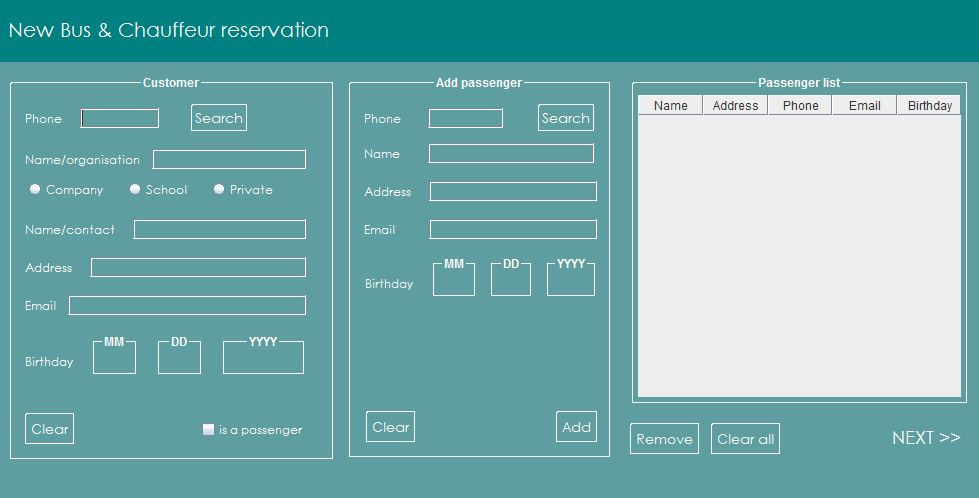 New Bus & Chauffeur reservation
Customer
Phone Search
Name/organisation
Company School Private
Name/contact
Address
Email
MM DD YYYY
Birthday
Clear is a passenger
Add passenger
Phone Search
Name
Address
Email
MM DD YYYY
Birthday
Clear Add
Passenger list
Name Address Phone Email Birthday
Remove Clear all NEXT >>